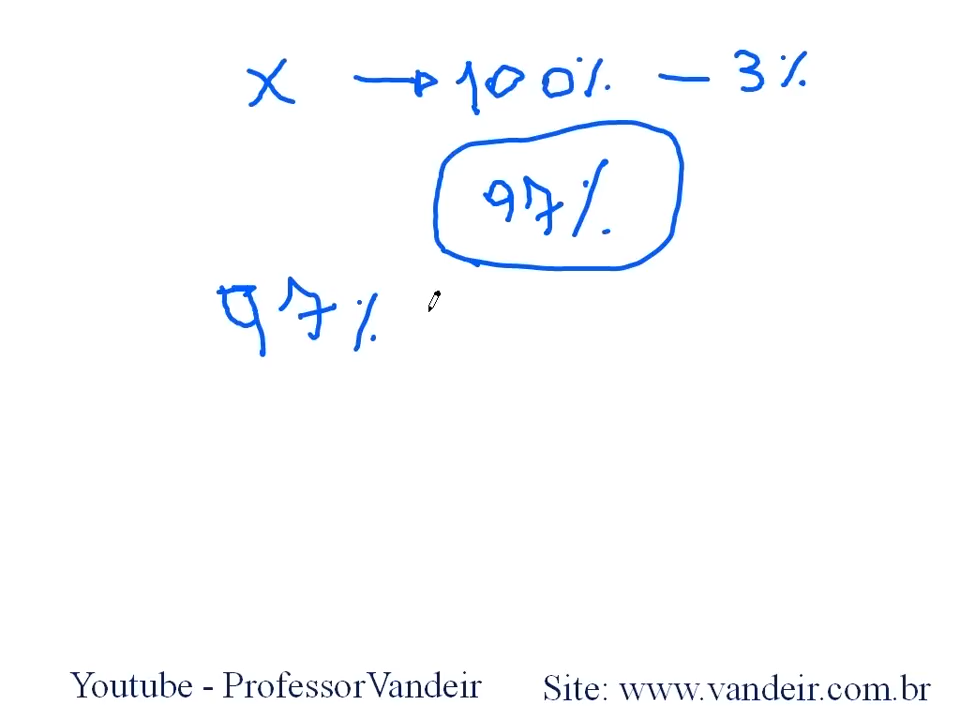 x → 100% - 3%
97%
97%
Youtube - ProfessorVandeir
Site: www.vandeir.com.br